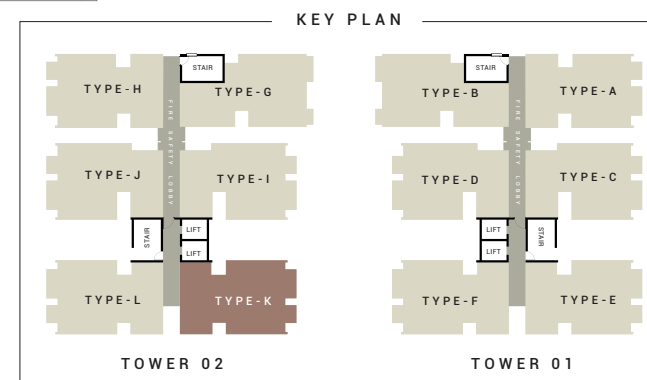 KEY PLAN
STAIR
TYPE-H
TYPE-G
FIRE SAFETY LOBBY
TYPE-J
TYPE-I
STAIR
LIFT
LIFT
TYPE-L
TYPE-K
TOWER 02
STAIR
TYPE-B
TYPE-A
FIRE SAFETY LOBBY
TYPE-D
TYPE-C
LIFT
LIFT
STAIR
TYPE-F
TYPE-E
TOWER 01